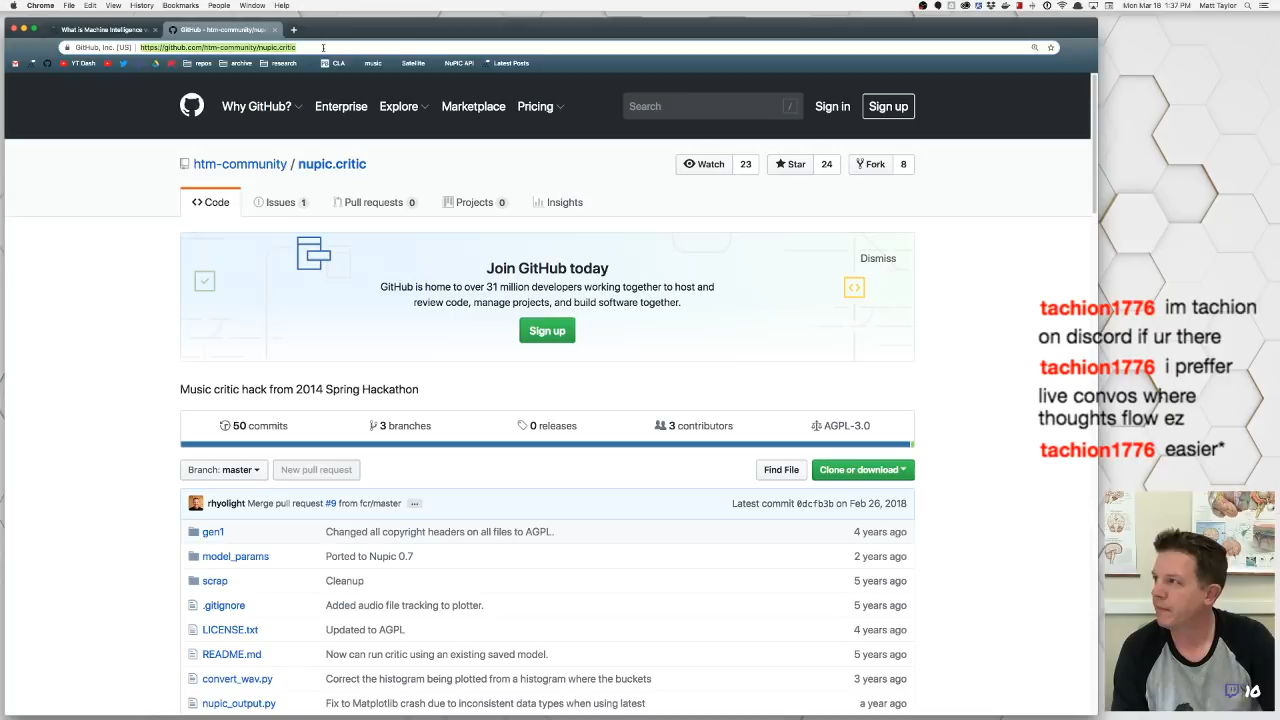 Chrome File Edit View History Bookmarks People Window Help
Mon Mar 18 1:37 PM Matt Taylor
What is Machine Intelligence v
GitHub - htm-community/nupi
GitHub, Inc. [US] https://github.com/htm-community/nupic.critic
YT Dash repos archive research CLA music Satellite NuPIC API Latest Posts
Why GitHub? Enterprise Explore Marketplace Pricing Search / Sign in Sign up
htm-community / nupic.critic
Watch 23 Star 24 Fork 8
Code Issues 1 Pull requests 0 Projects 0 Insights
Dismiss
Join GitHub today
GitHub is home to over 31 million developers working together to host and
review code, manage projects, and build software together.
Sign up
Music critic hack from 2014 Spring Hackathon
50 commits 3 branches 0 releases 3 contributors AGPL-3.0
Branch: master New pull request Find File Clone or download
rhyolight Merge pull request #9 from fcr/master ... Latest commit 0dcfb3b on Feb 26, 2018
gen1 Changed all copyright headers on all files to AGPL. 4 years ago
model_params Ported to Nupic 0.7 2 years ago
scrap Cleanup 5 years ago
.gitignore Added audio file tracking to plotter. 5 years ago
LICENSE.txt Updated to AGPL 4 years ago
README.md Now can run critic using an existing saved model. 5 years ago
convert_wav.py Correct the histogram being plotted from a histogram where the buckets 3 years ago
nupic_output.py Fix to Matplotlib crash due to inconsistent data types when using latest a year ago
tachion1776 im tachion
on discord if ur there
tachion1776 i preffer
live convos where
thoughts flow ez
tachion1776 easier*
10